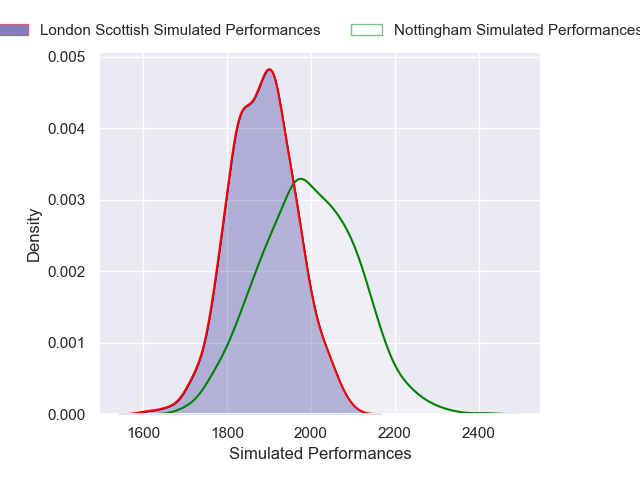 London Scottish Simulated Performances Nottingham Simulated Performances
0.005
0.004
0.003
0.002
0.001
0.000
Density
1600 1800 2000 2200 2400
Simulated Performances